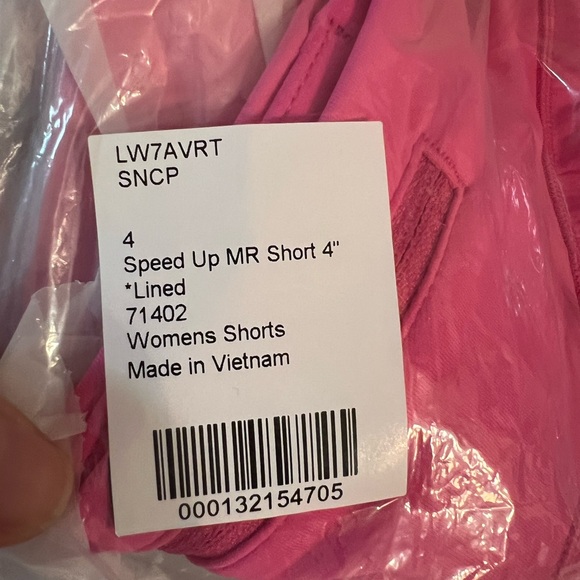 LW7AVRT
SNCP
4
Speed Up MR Short 4"
*Lined
71402
Womens Shorts
Made in Vietnam
000132154705